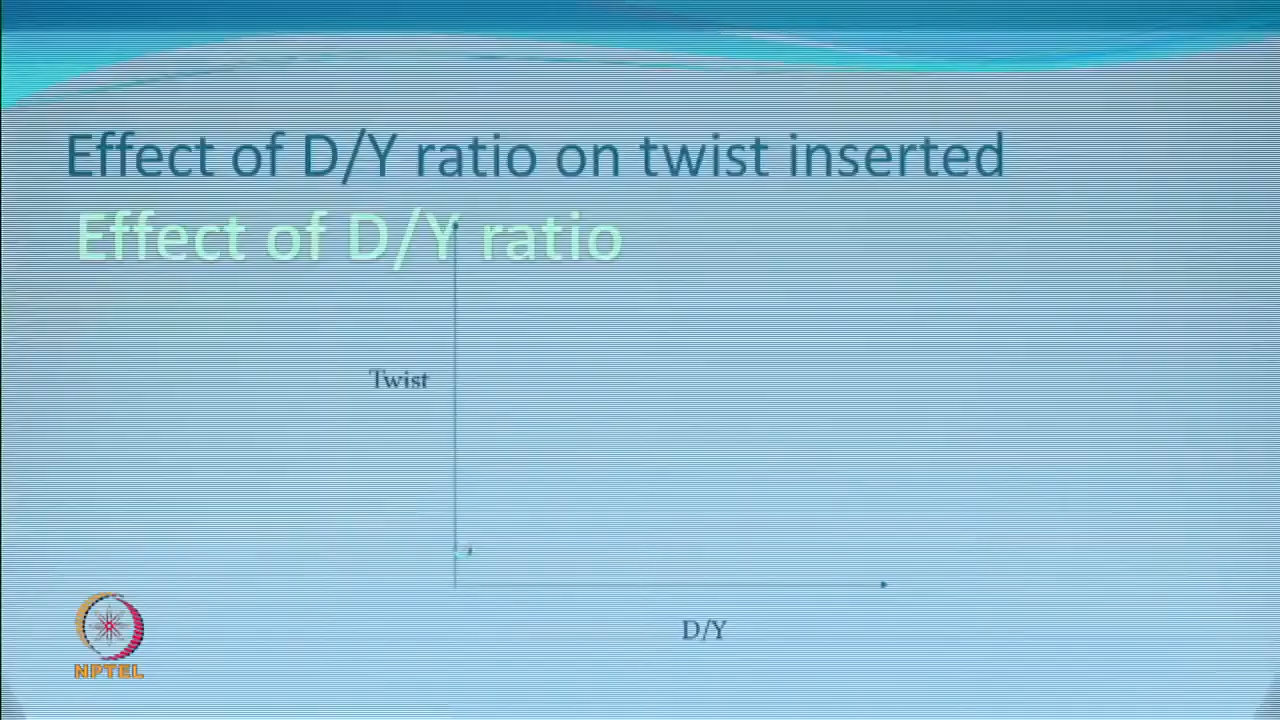 Effect of D/Y ratio on twist inserted
Effect of D/Y ratio
Twist
D/Y
NPTEL